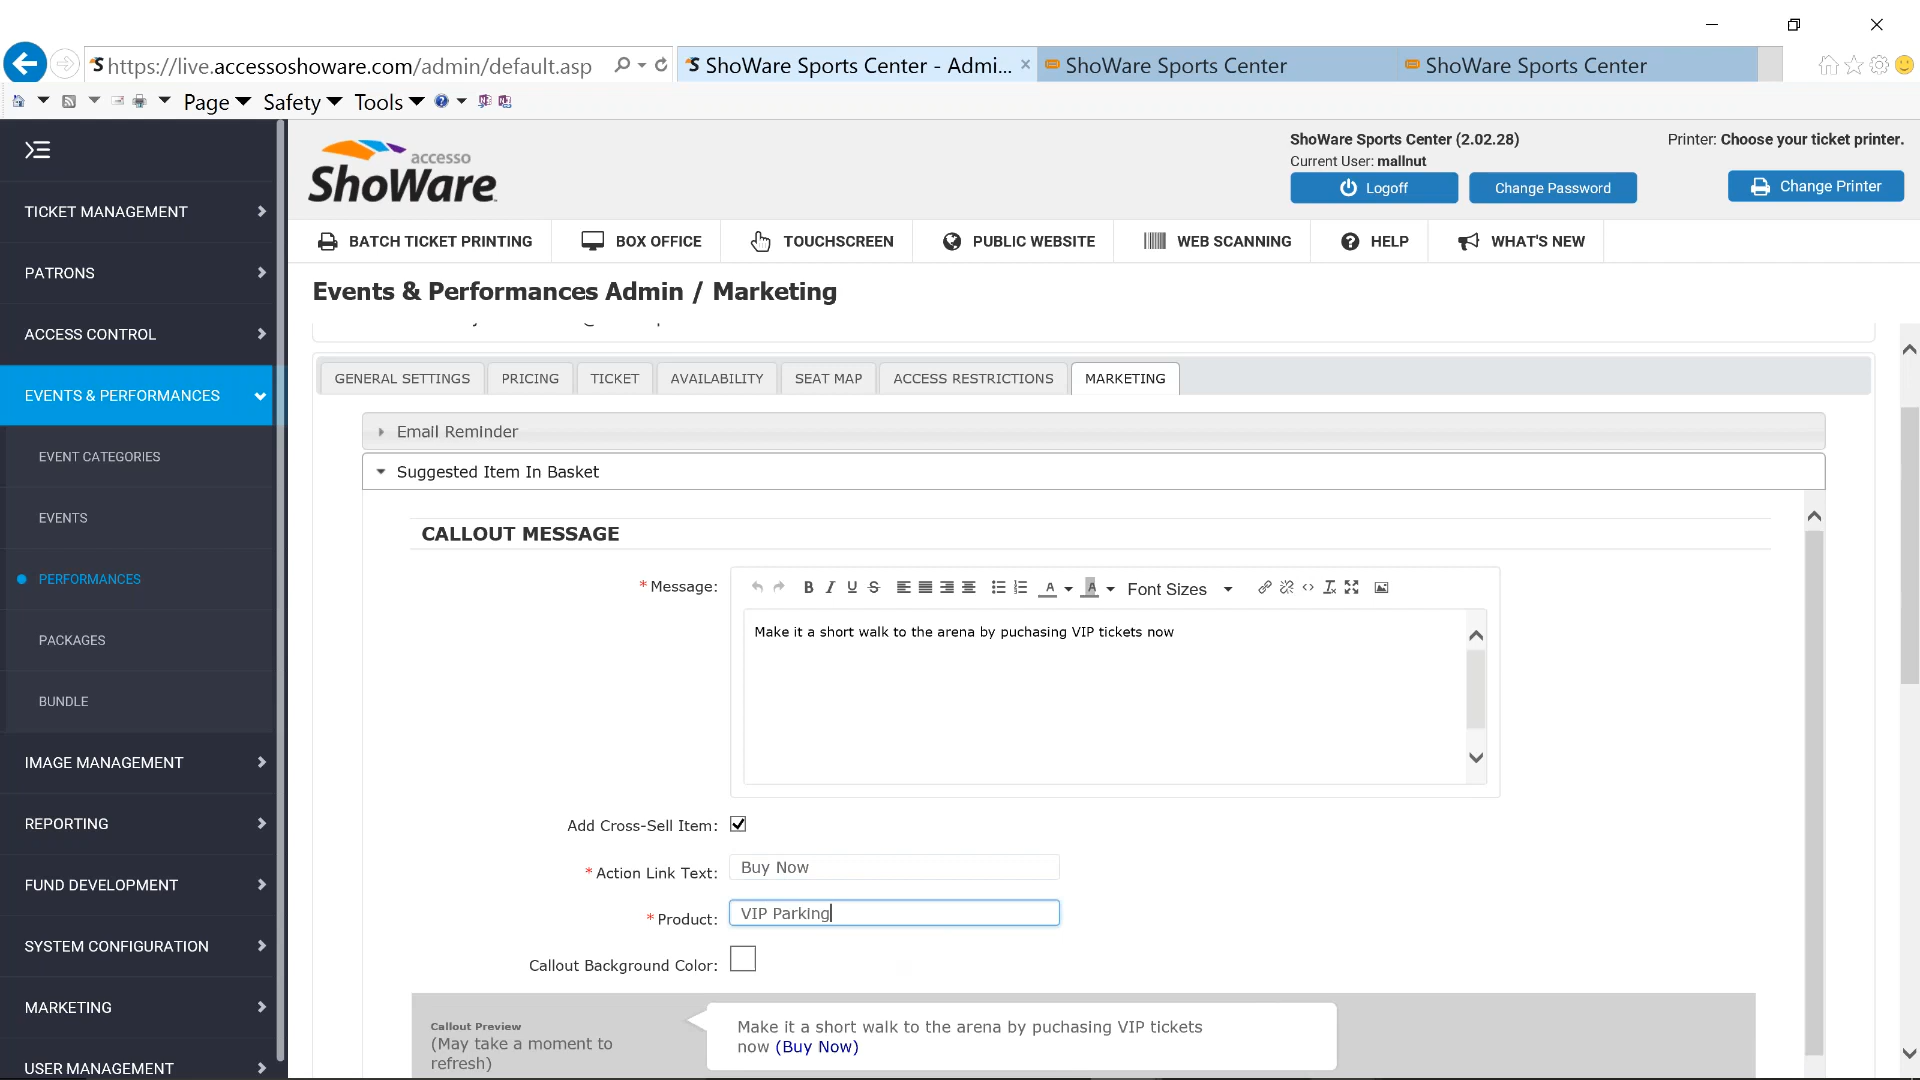 https://live.accessoshoware.com/admin/default.asp
ShoWare Sports Center - Admi...
ShoWare Sports Center
ShoWare Sports Center
Page
Safety
Tools
accesso
ShoWare
ShoWare Sports Center (2.02.28)
Current User: mallnut
Logoff
Change Password
Printer: Choose your ticket printer.
Change Printer
BATCH TICKET PRINTING
BOX OFFICE
TOUCHSCREEN
PUBLIC WEBSITE
WEB SCANNING
HELP
WHAT'S NEW
TICKET MANAGEMENT
PATRONS
ACCESS CONTROL
EVENTS & PERFORMANCES
EVENT CATEGORIES
EVENTS
PERFORMANCES
PACKAGES
BUNDLE
IMAGE MANAGEMENT
REPORTING
FUND DEVELOPMENT
SYSTEM CONFIGURATION
MARKETING
USER MANAGEMENT
Events & Performances Admin / Marketing
GENERAL SETTINGS
PRICING
TICKET
AVAILABILITY
SEAT MAP
ACCESS RESTRICTIONS
MARKETING
Email Reminder
Suggested Item In Basket
CALLOUT MESSAGE
* Message:
Font Sizes
Make it a short walk to the arena by puchasing VIP tickets now
Add Cross-Sell Item:
* Action Link Text: Buy Now
* Product: VIP Parking
Callout Background Color:
Callout Preview
(May take a moment to
refresh)
Make it a short walk to the arena by puchasing VIP tickets
now (Buy Now)